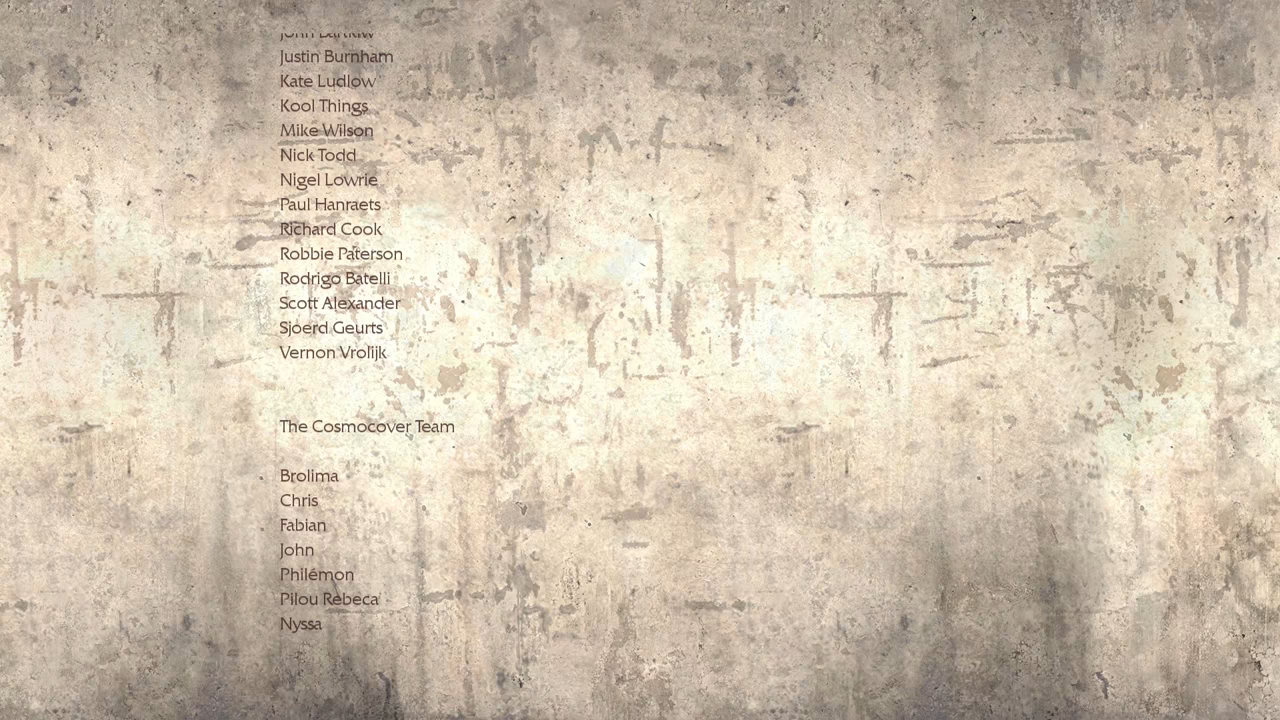 John
Justin Burnham
Kate Ludlow
Kool Things
Mike Wilson
Nick Todd
Nigel Lowrie
Paul Hanraets
Richard Cook
Robbie Paterson
Rodrigo Batelli
Scott Alexander
Sjoerd Geurts
Vernon Vrolijk
The Cosmocover Team
Brolima
Chris
Fabian
John
Philémon
Pilou Rebeca
Nyssa